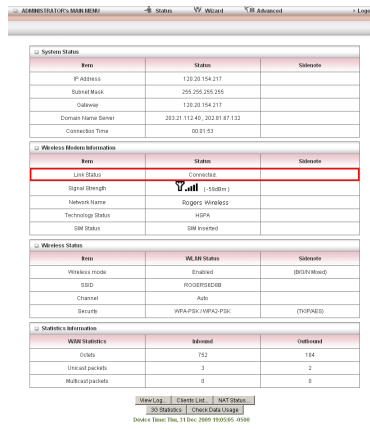 ADMINISTRATOR's MAIN MENU Status Wizard Advanced > Logo
System Status
Item Status Sidenote
IP Address 120.20.154.217
Subnet Mask 255.255.255.255
Gateway 120.20.154.217
Domain Name Server 203.21.112.40, 202.81.87.132
Connection Time 00:01:53
Wireless Modem Information
Item Status Sidenote
Link Status Connected.
Signal Strength (-59dBm)
Network Name Rogers Wireless
Technology Status HSPA
SIM Status SIM Inserted
Wireless Status
Item WLAN Status Sidenote
Wireless mode Enabled (B/G/N Mixed)
SSID
Channel Auto
Security WPA-PSK / WPA2-PSK (TKIP/AES)
Statistics Information
WAN Statistics Inbound Outbound
Octets 752 184
Unicast packets 3 2
Multicast packets 0 0
View Log... Clients List... NAT Status...
3G Statistics Check Data Usage
Device Time: Thu, 31 Dec 2009 19:05:05 -0500